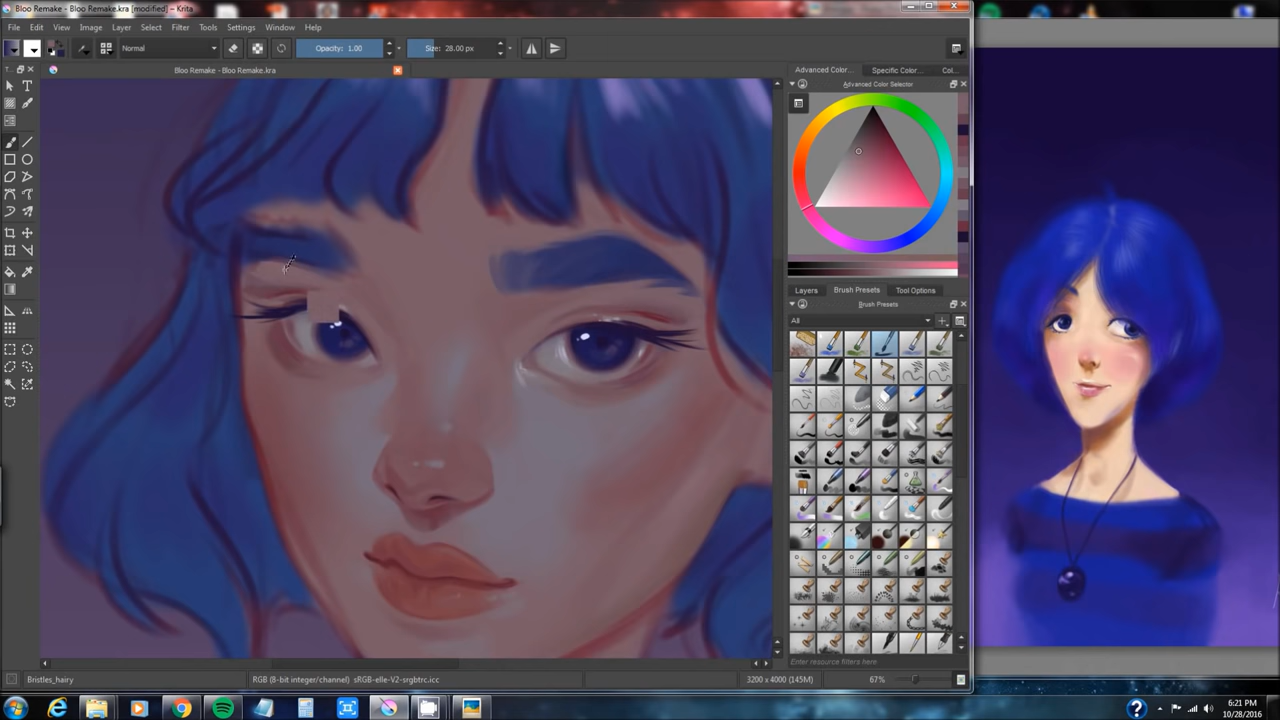 Bloo Remake - Bloo Remake.kra [modified] - Krita
File Edit View Image Layer Select Filter Tools Settings Window Help
Normal Opacity: 1.00 Size: 28.00 px
T... Bloo Remake - Bloo Remake.kra
Advanced Color... Specific Color... Col...
Advanced Color Selector
Layers Brush Presets Tool Options
Brush Presets
All
Enter resource filters here
Bristles_hairy RGB (8-bit integer/channel) sRGB-elle-V2-srgbtrc.icc 3200 x 4000 (145M) 67%
6:21 PM
10/28/2016